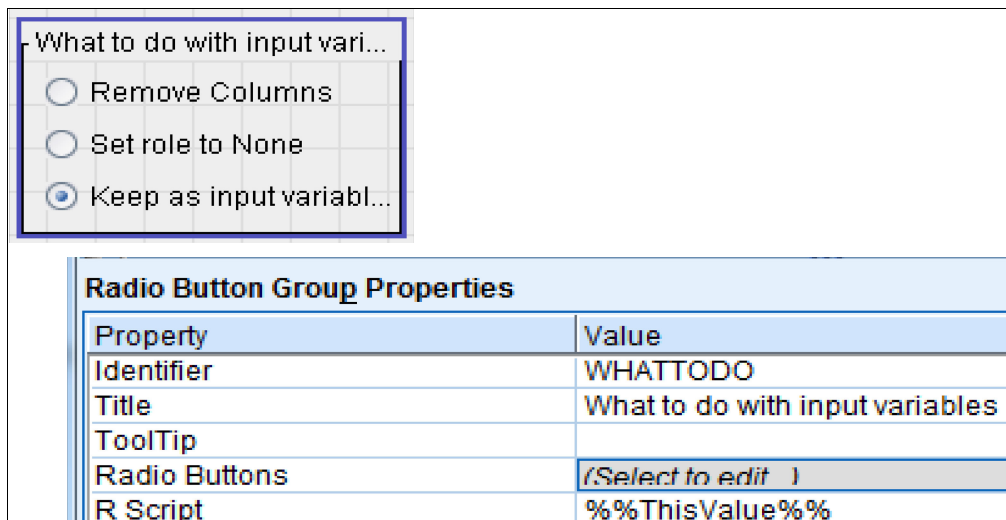 What to do with input vari...
Remove Columns
Set role to None
Keep as input variabl...
Radio Button Group Properties
Property Value
Identifier WHATTODO
Title What to do with input variables
ToolTip
Radio Buttons (Select to edit...)
R Script %%ThisValue%%